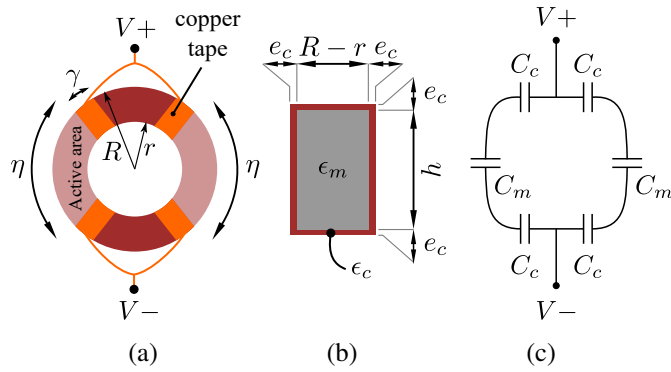 V+
copper
tape
γ
η
Active area
R
r
η
V−
(a)
e_c R − r e_c
e_c
ϵ_m
h
e_c
ϵ_c
(b)
V+
C_c C_c
C_m C_m
C_c C_c
V−
(c)